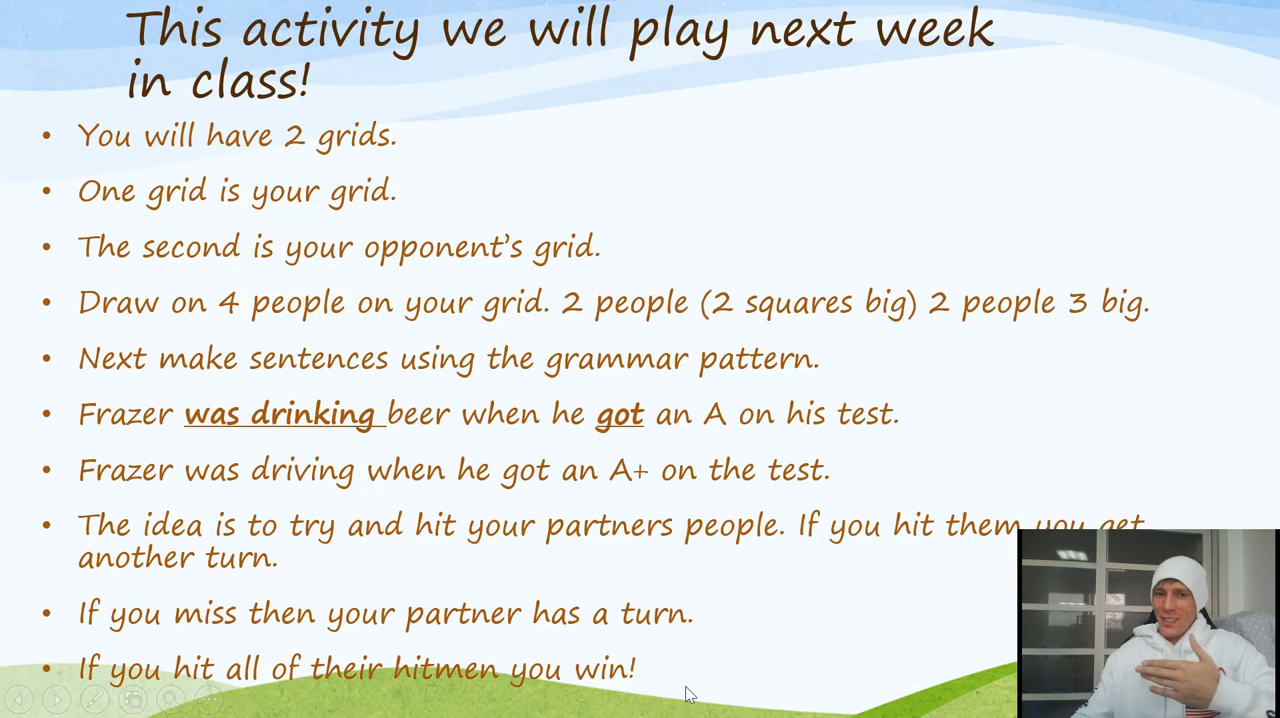 This activity we will play next week
in class!
• You will have 2 grids.
• One grid is your grid.
• The second is your opponent's grid.
• Draw on 4 people on your grid. 2 people (2 squares big) 2 people 3 big.
• Next make sentences using the grammar pattern.
• Frazer was drinking beer when he got an A on his test.
• Frazer was driving when he got an A+ on the test.
• The idea is to try and hit your partners people. If you hit them you get
another turn.
• If you miss then your partner has a turn.
• If you hit all of their hitmen you win!